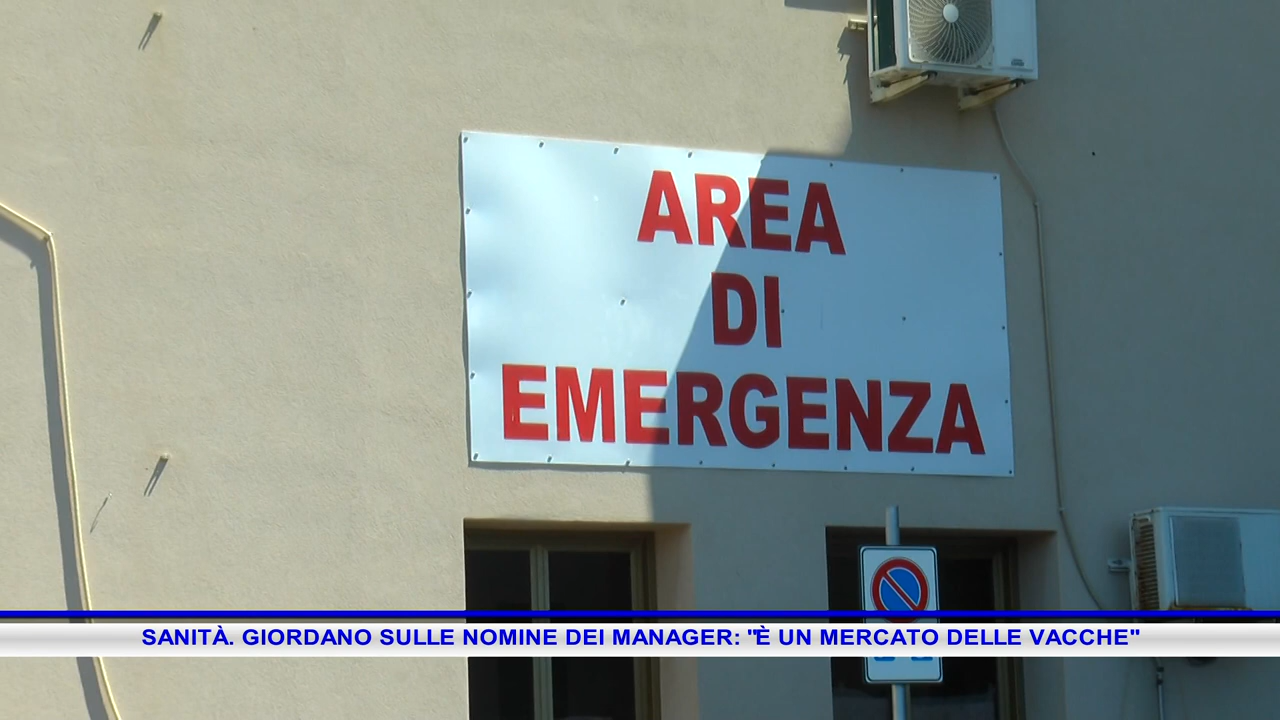 AREA
DI
EMERGENZA
SANITÀ. GIORDANO SULLE NOMINE DEI MANAGER: "È UN MERCATO DELLE VACCHE"